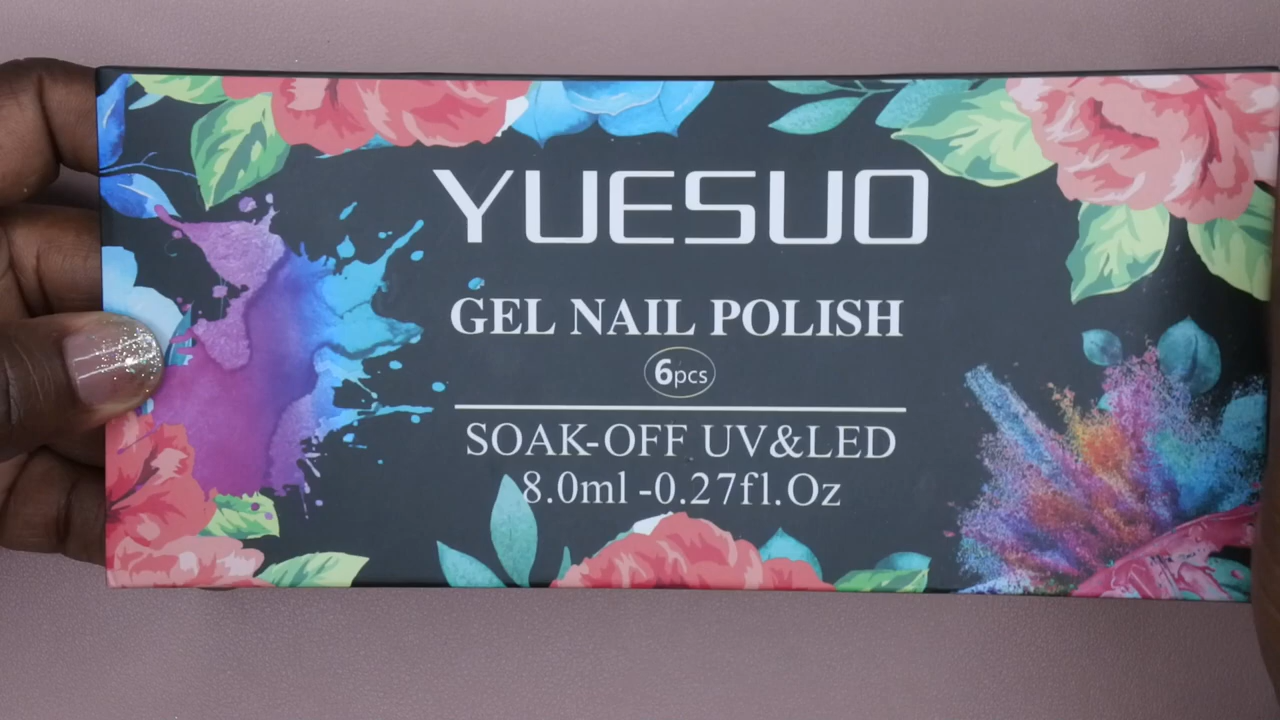 YUESUO
GEL NAIL POLISH
6pcs
SOAK-OFF UV&LED
8.0ml -0.27fl.Oz